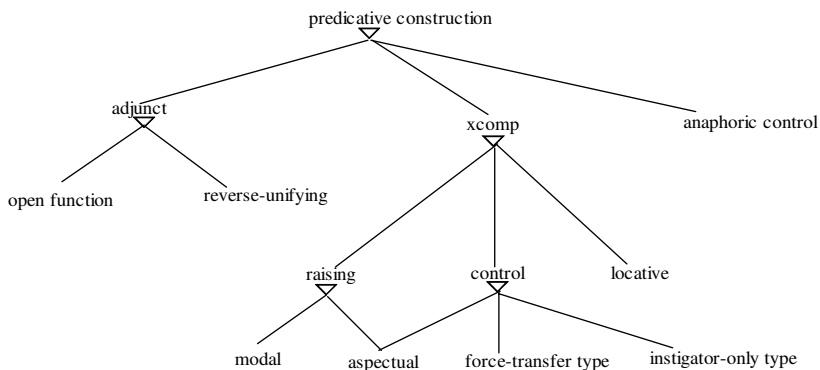 predicative construction
adjunct
xcomp
anaphoric control
open function
reverse-unifying
raising
control
locative
modal
aspectual
force-transfer type
instigator-only type